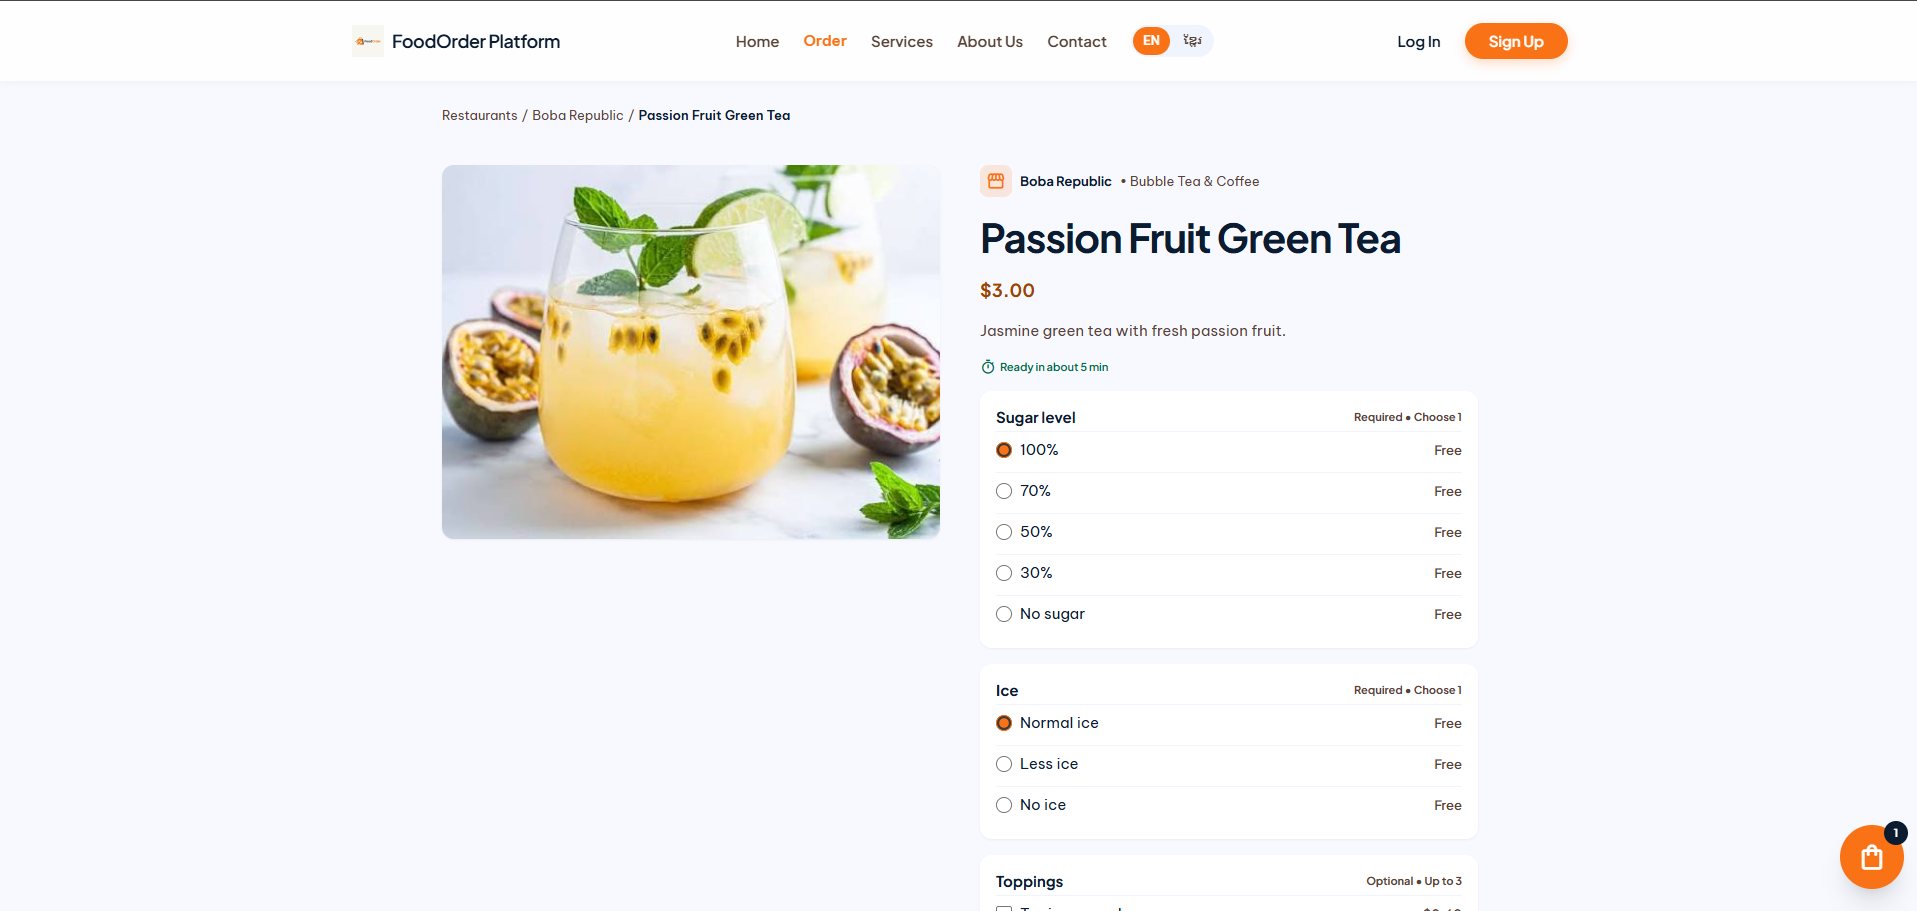 FoodOrder Platform
Home
Order
Services
About Us
Contact
EN
ខ្មែរ
Log In
Sign Up
Restaurants / Boba Republic / Passion Fruit Green Tea
Boba Republic • Bubble Tea & Coffee
Passion Fruit Green Tea
$3.00
Jasmine green tea with fresh passion fruit.
Ready in about 5 min
Sugar level
Required • Choose 1
100% Free
70% Free
50% Free
30% Free
No sugar Free
Ice
Required • Choose 1
Normal ice Free
Less ice Free
No ice Free
1
Toppings
Optional • Up to 3